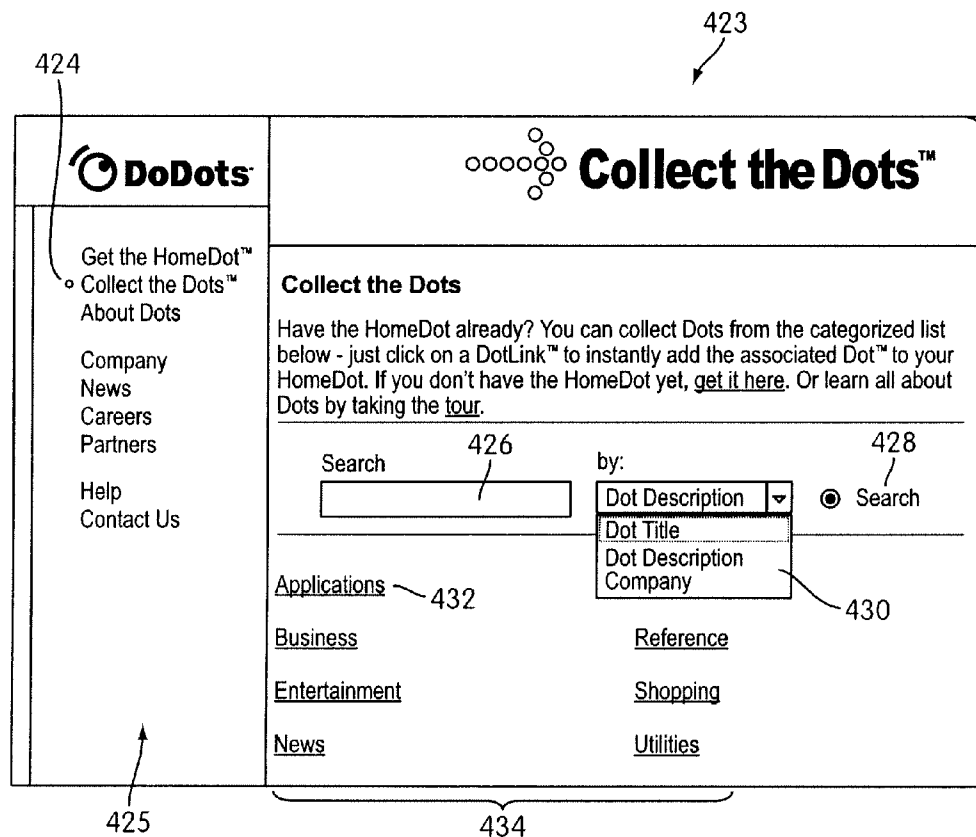 423
424
DoDots™
Collect the Dots™
Get the HomeDot™
Collect the Dots™
About Dots
Company
News
Careers
Partners
Help
Contact Us
Collect the Dots
Have the HomeDot already? You can collect Dots from the categorized list
below - just click on a DotLink™ to instantly add the associated Dot™ to your
HomeDot. If you don't have the HomeDot yet, get it here. Or learn all about
Dots by taking the tour.
Search
426
by:
428
Dot Description
Search
Dot Title
Dot Description
Company
430
Applications
432
Business
Reference
Entertainment
Shopping
News
Utilities
425
434